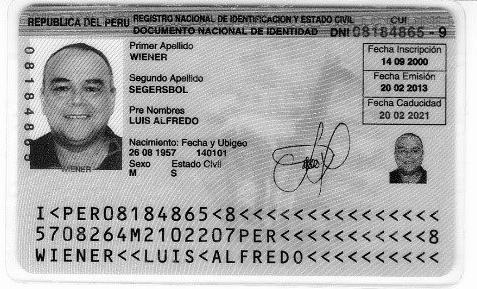 REPUBLICA DEL PERU REGISTRO NACIONAL DE IDENTIFICACION Y ESTADO CIVIL CUI
DOCUMENTO NACIONAL DE IDENTIDAD DNI 08184865 - 9
08184865
Primer Apellido
WIENER
Segundo Apellido
SEGERSBOL
Pre Nombres
LUIS ALFREDO
Nacimiento: Fecha y Ubigeo
26 08 1957 140101
Sexo Estado Civil
M S
Fecha Inscripción
14 09 2000
Fecha Emisión
20 02 2013
Fecha Caducidad
20 02 2021
WIENER
I<PER08184865<8<<<<<<<<<<<<<<<
5708264M2102207PER<<<<<<<<<<<8
WIENER<<LUIS<ALFREDO<<<<<<<<<<